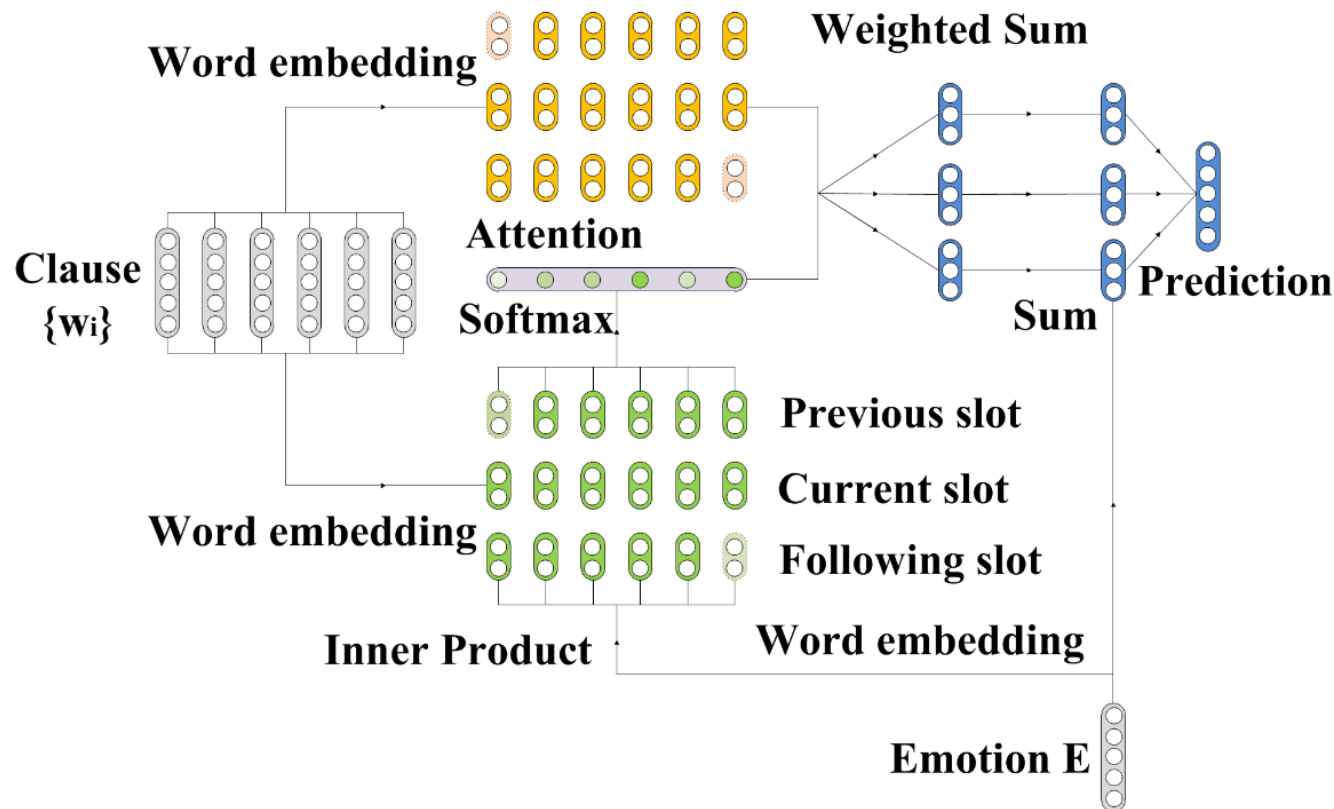 Weighted Sum
Word embedding
Attention
Clause
{wi}
Prediction
Softmax
Sum
Previous slot
Current slot
Word embedding
Following slot
Inner Product
Word embedding
Emotion E